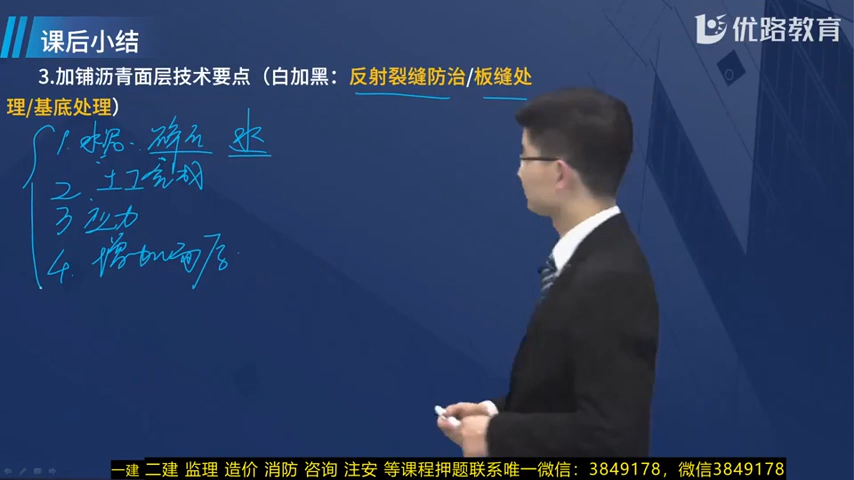 课后小结
优路教育
3.加铺沥青面层技术要点（白加黑：反射裂缝防治/板缝处
理/基底处理）
1. 水泥 碎石 水
2. 土工
3 应力
4. 增加面层
一建 二建 监理 造价 消防 咨询 注安 等课程押题联系唯一微信：3849178，微信3849178